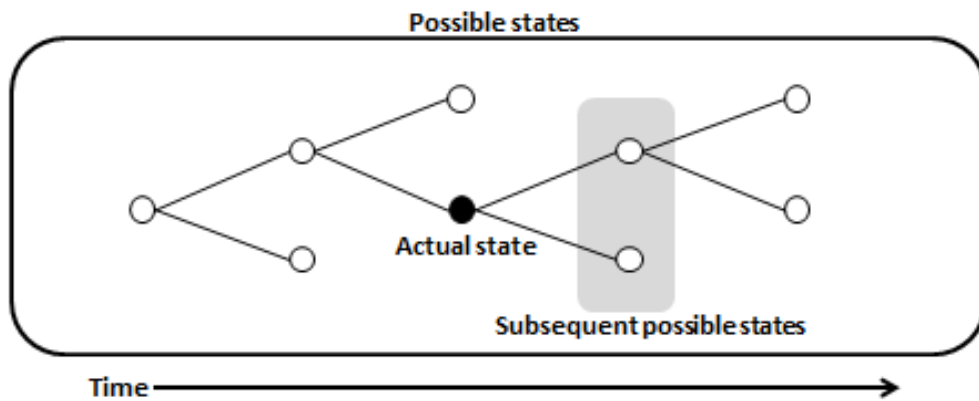 Possible states
Actual state
Subsequent possible states
Time